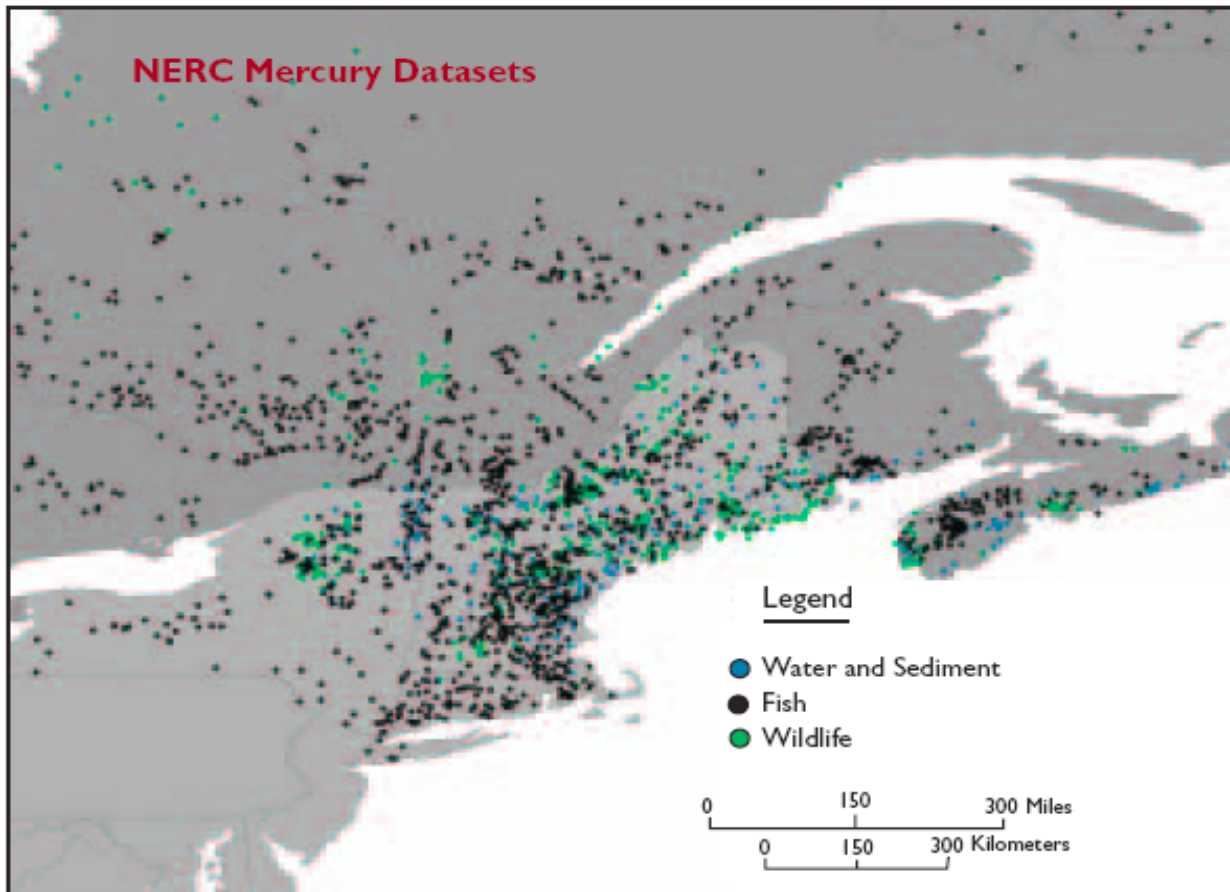 NERC Mercury Datasets
Legend
Water and Sediment
Fish
Wildlife
0 150 300 Miles
0 150 300 Kilometers